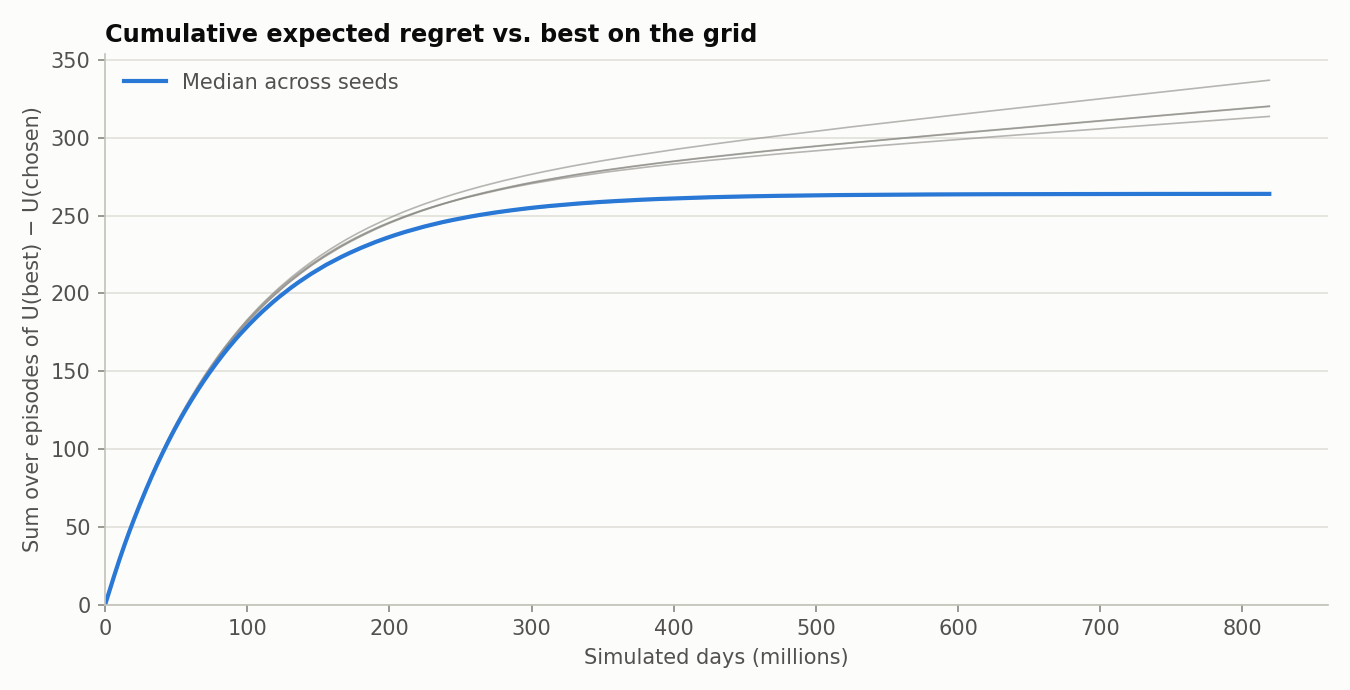 Cumulative expected regret vs. best on the grid
Median across seeds
Sum over episodes of U(best) − U(chosen)
350
300
250
200
150
100
50
0
0 100 200 300 400 500 600 700 800
Simulated days (millions)